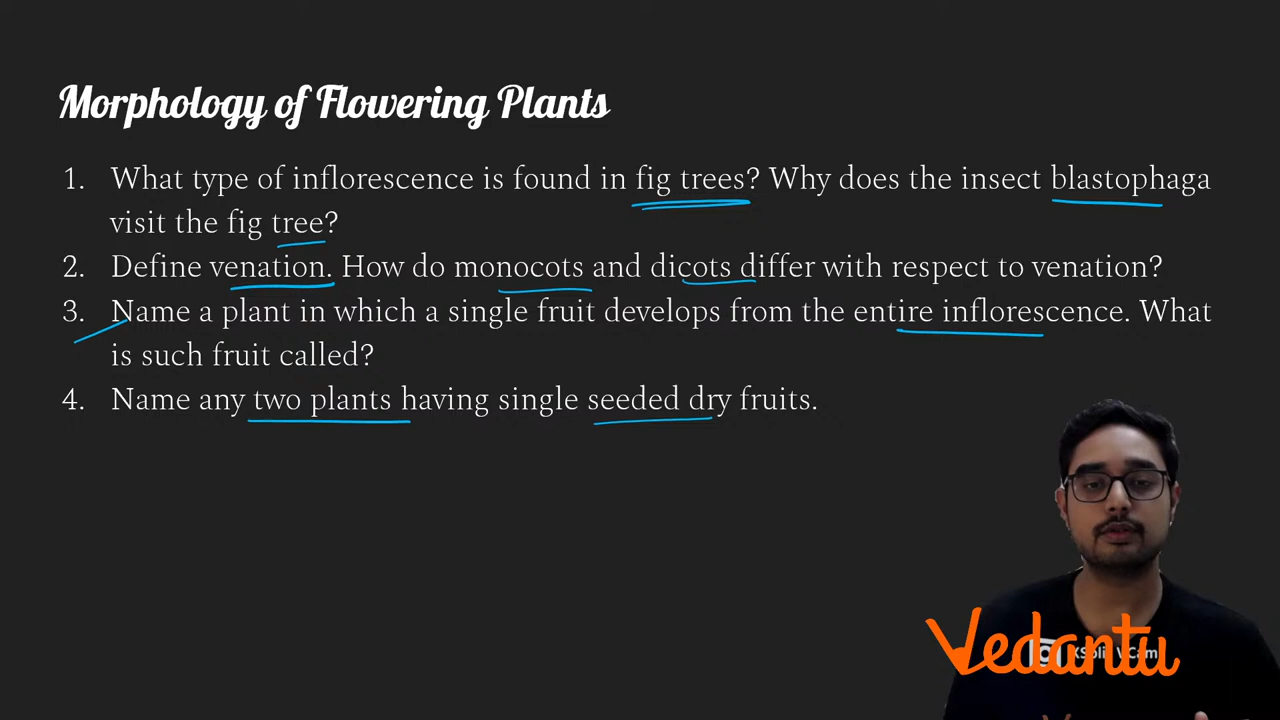 Morphology of Flowering Plants
1. What type of inflorescence is found in fig trees? Why does the insect blastophaga
visit the fig tree?
2. Define venation. How do monocots and dicots differ with respect to venation?
3. Name a plant in which a single fruit develops from the entire inflorescence. What
is such fruit called?
4. Name any two plants having single seeded dry fruits.
Vedantu